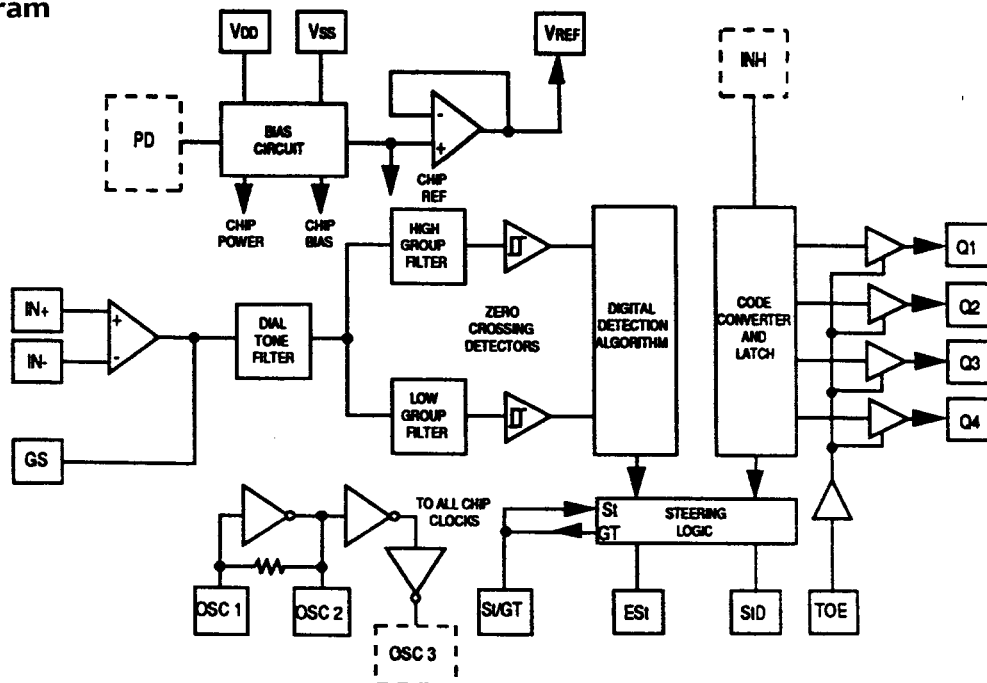 ram
VDD
VSS
VREF
INH
PD
BIAS
CIRCUIT
-
+
CHIP
REF
CHIP
POWER
CHIP
BIAS
HIGH
GROUP
FILTER
IN+
IN-
+
-
DIAL
TONE
FILTER
ZERO
CROSSING
DETECTORS
DIGITAL
DETECTION
ALGORITHM
CODE
CONVERTER
AND
LATCH
Q1
Q2
Q3
Q4
LOW
GROUP
FILTER
GS
TO ALL CHIP
CLOCKS
St
GT
STEERING
LOGIC
OSC 1
OSC 2
OSC 3
St/GT
ESt
StD
TOE